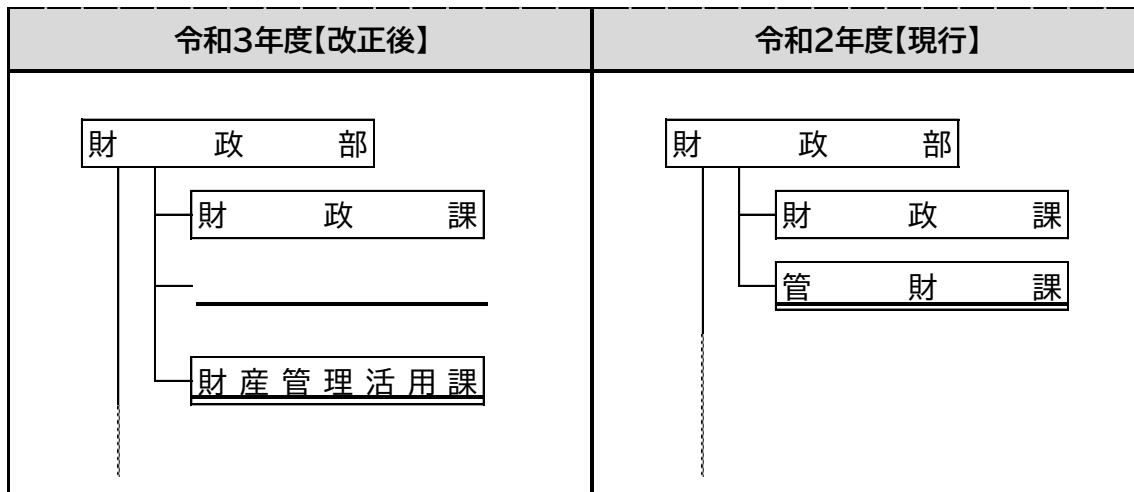 令和3年度【改正後】
令和2年度【現行】
財政部
財政課
財産管理活用課
財政部
財政課
管財課